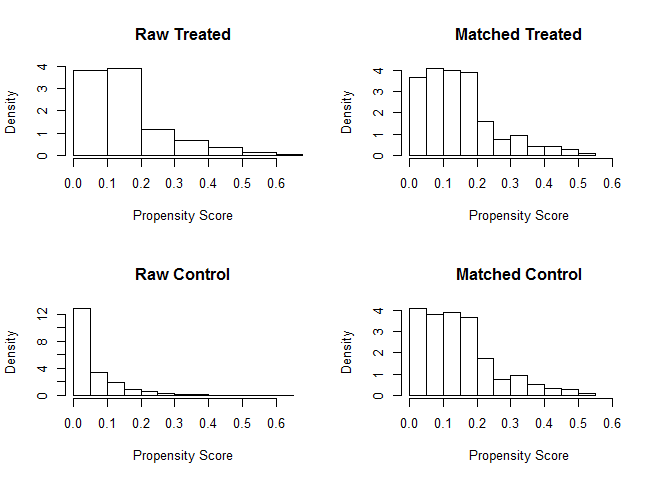 Raw Treated
Density
0 1 2 3 4
0.0 0.1 0.2 0.3 0.4 0.5 0.6
Propensity Score
Matched Treated
Density
0 1 2 3 4
0.0 0.1 0.2 0.3 0.4 0.5 0.6
Propensity Score
Raw Control
Density
0 4 8 12
0.0 0.1 0.2 0.3 0.4 0.5 0.6
Propensity Score
Matched Control
Density
0 1 2 3 4
0.0 0.1 0.2 0.3 0.4 0.5 0.6
Propensity Score